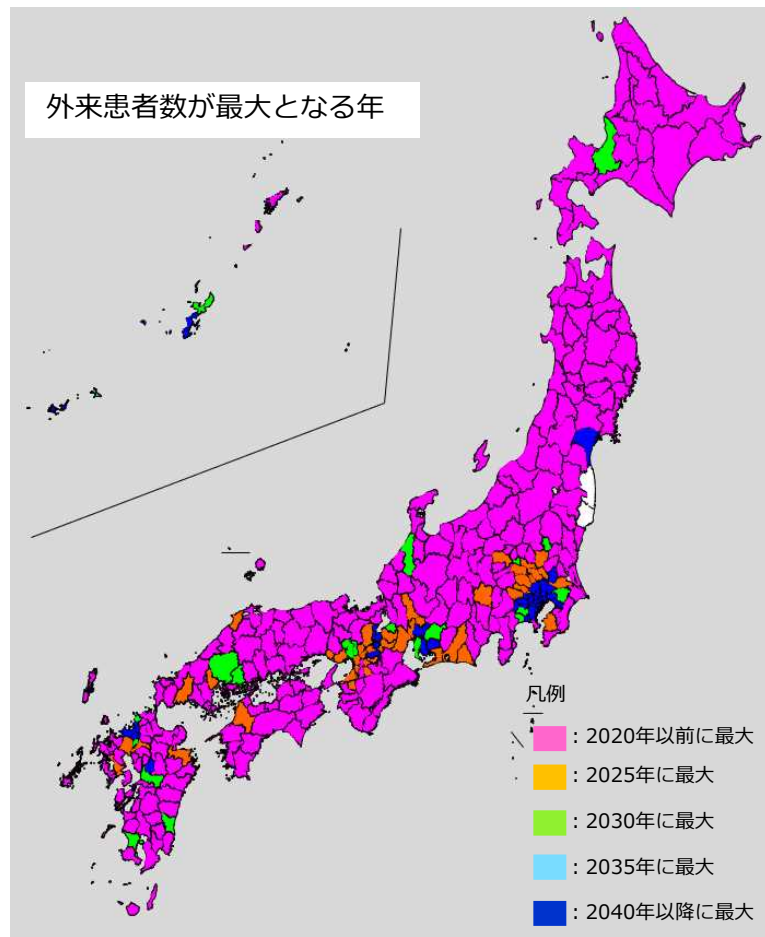 外来患者数が最大となる年
凡例
：2020年以前に最大
：2025年に最大
：2030年に最大
：2035年に最大
：2040年以降に最大